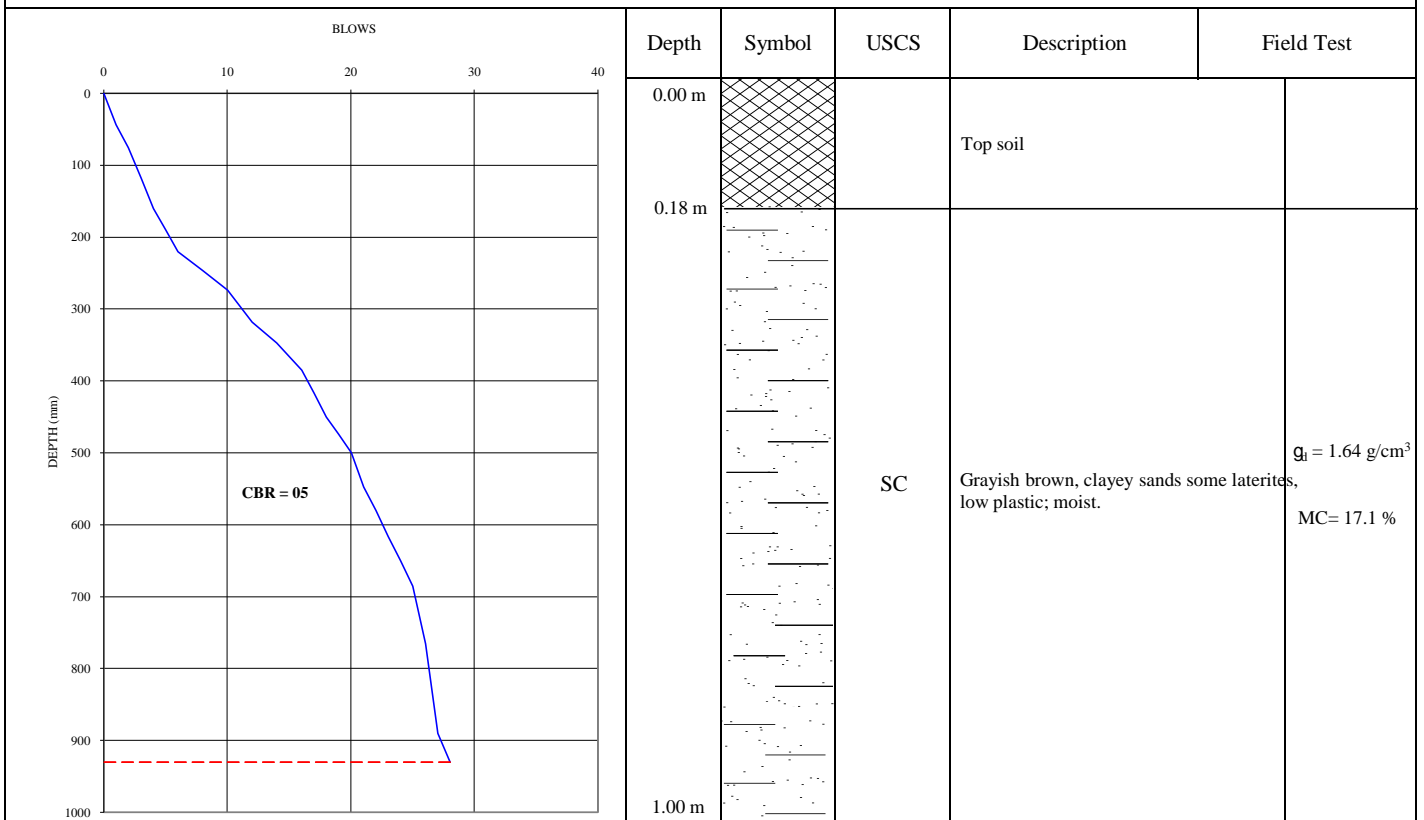 BLOWS
0 10 20 30 40
0
100
200
300
400
500
600
700
800
900
1000
DEPTH (mm)
CBR = 05
Depth Symbol USCS Description Field Test
0.00 m
Top soil
0.18 m
SC
Grayish brown, clayey sands some laterites,
low plastic; moist.
gd = 1.64 g/cm³
MC= 17.1 %
1.00 m